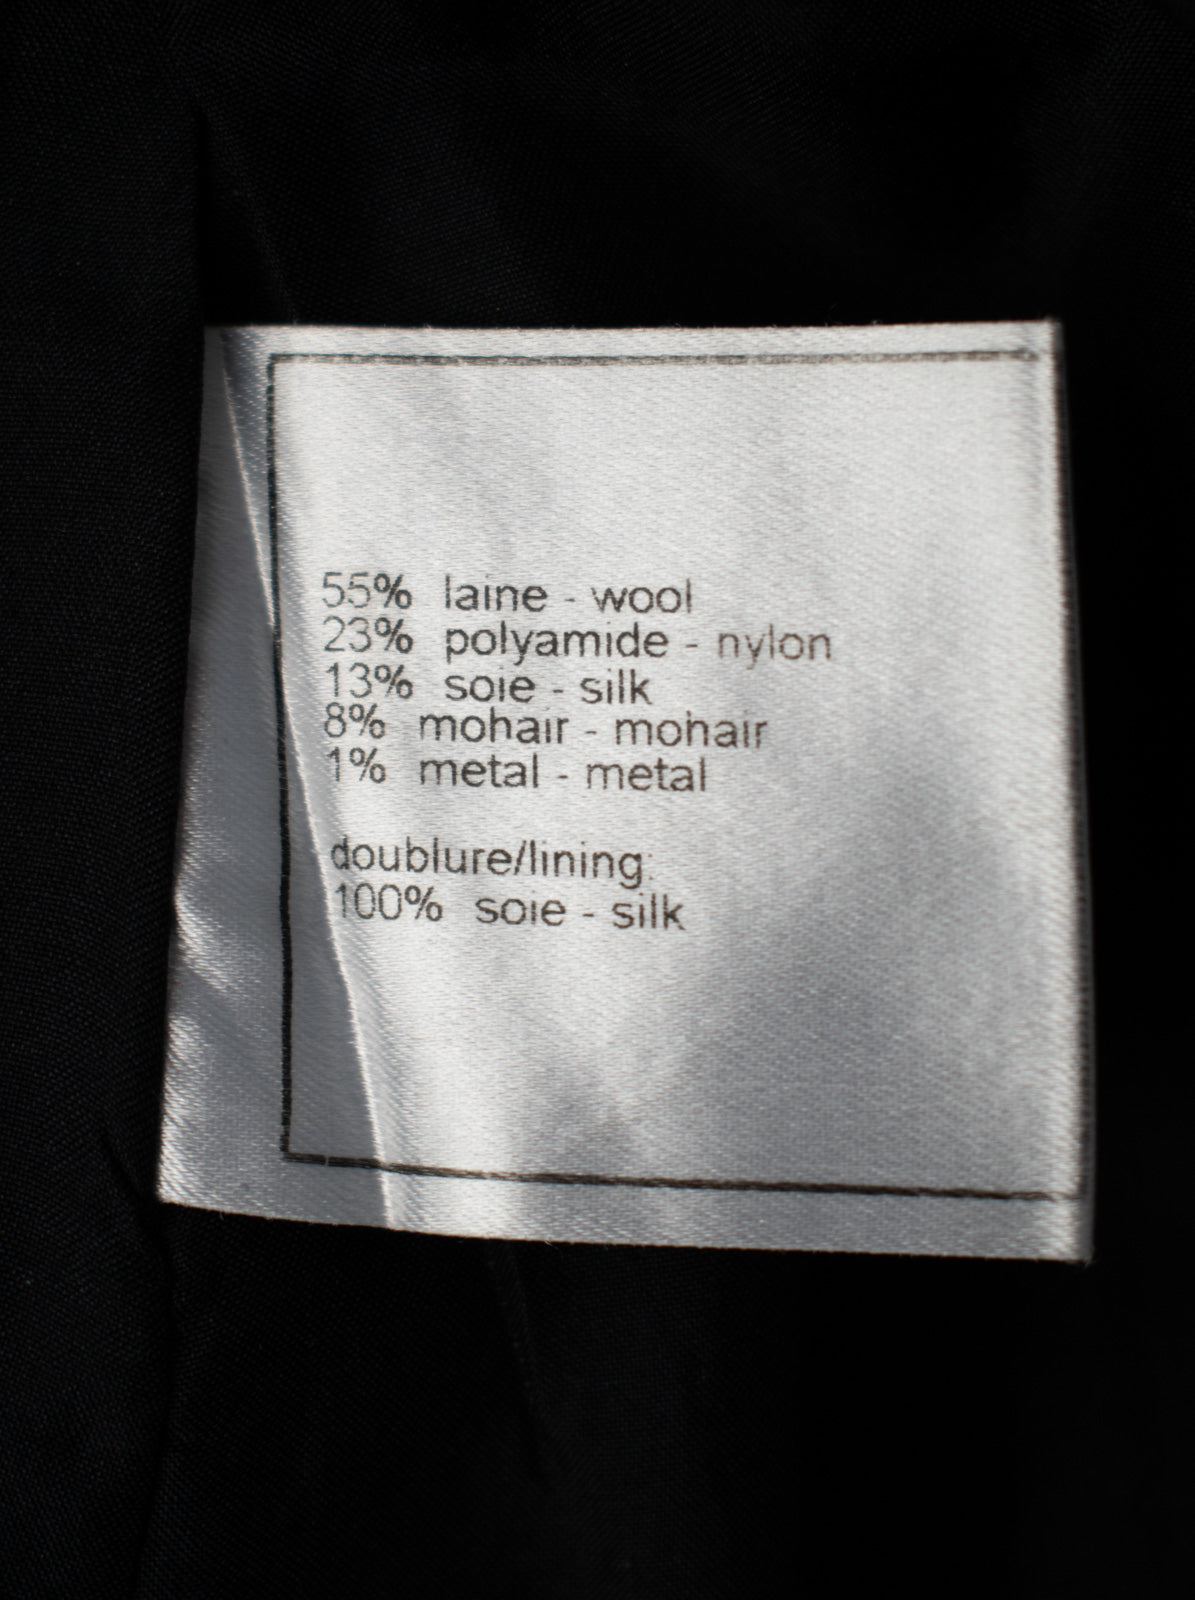 55% laine - wool
23% polyamide - nylon
13% soie - silk
8% mohair - mohair
1% metal - metal
doublure/lining:
100% soie - silk